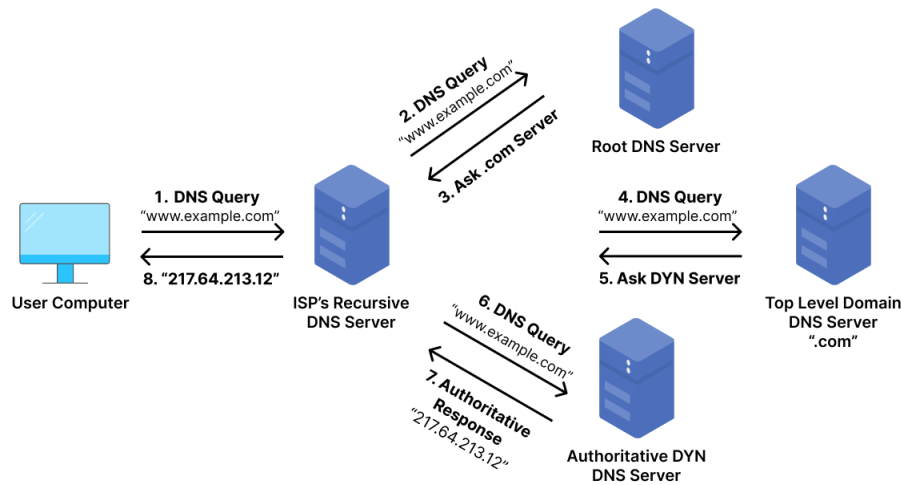 2. DNS Query
“www.example.com”
3. Ask .com Server
Root DNS Server
1. DNS Query
“www.example.com”
8. “217.64.213.12”
User Computer
ISP’s Recursive
DNS Server
4. DNS Query
“www.example.com”
5. Ask DYN Server
Top Level Domain
DNS Server
“.com”
6. DNS Query
“www.example.com”
7. Authoritative
Response
“217.64.213.12”
Authoritative DYN
DNS Server